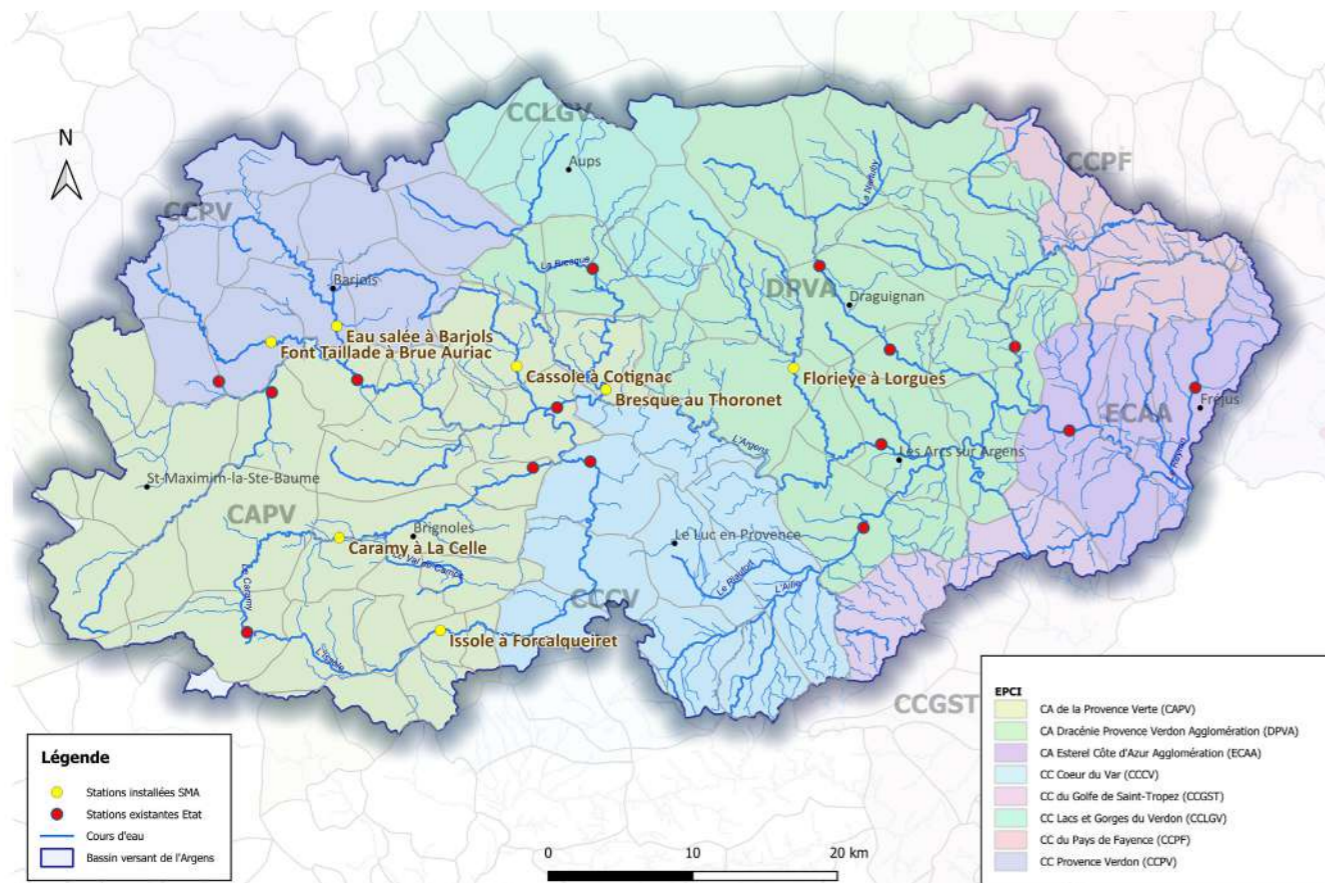 N
CCLGV
Aups
CCPF
La Nartuby
CCPV
La Bresque
Barjols
DPVA
Draguignan
Eau salée à Barjols
Font Taillade à Brue Auriac
Cassole à Cotignac
Florieye à Lorgues
Bresque au Thoronet
ECAA
Fréjus
L'Argens
Les Arcs sur Argens
St-Maximim-la-Ste-Baume
CAPV
Brignoles
Le Luc en Provence
Caramy à La Celle
Le Val de Camps
Le Caramy
Le Riautort
L'Aille
CCCV
Issole à Forcalqueiret
L'Issole
CCGST
Légende
Stations installées SMA
Stations existantes Etat
Cours d'eau
Bassin versant de l'Argens
0 10 20 km
EPCI
CA de la Provence Verte (CAPV)
CA Dracénie Provence Verdon Agglomération (DPVA)
CA Esterel Côte d'Azur Agglomération (ECAA)
CC Coeur du Var (CCCV)
CC du Golfe de Saint-Tropez (CCGST)
CC Lacs et Gorges du Verdon (CCLGV)
CC du Pays de Fayence (CCPF)
CC Provence Verdon (CCPV)